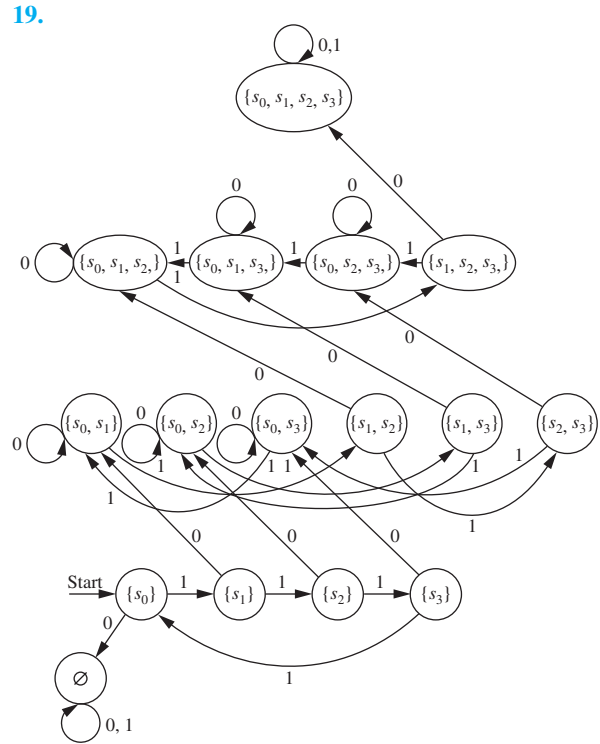 19.
0,1
{s0, s1, s2, s3}
0
0 0
0 {s0, s1, s2,} 1 {s0, s1, s3,} 1 {s0, s2, s3,} 1 {s1, s2, s3,}
1
0
0
0
0 {s0, s1} 0 {s0, s2} 0 {s0, s3} {s1, s2} {s1, s3} {s2, s3}
1 1 1 1 1
1 1
0 0 0
Start {s0} 1 {s1} 1 {s2} 1 {s3}
0
∅ 1
0, 1